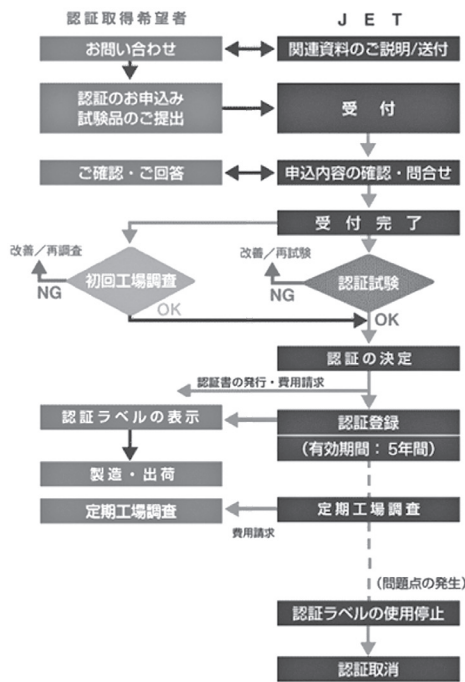 認証取得希望者
JET
お問い合わせ
関連資料のご説明/送付
認証のお申込み
試験品のご提出
受付
ご確認・ご回答
申込内容の確認・問合せ
受付完了
改善／再調査
NG
初回工場調査
OK
改善／再試験
NG
認証試験
OK
認証の決定
認証書の発行・費用請求
認証ラベルの表示
認証登録
(有効期間：5年間)
製造・出荷
定期工場調査
定期工場調査
費用請求
(問題点の発生)
認証ラベルの使用停止
認証取消